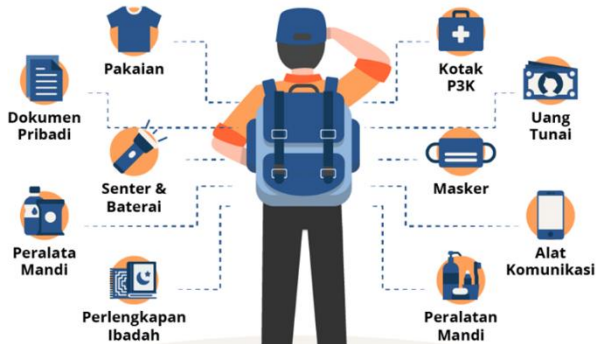 Pakaian
Dokumen
Pribadi
Senter &
Baterai
Peralata
Mandi
Perlengkapan
Ibadah
Kotak
P3K
Uang
Tunai
Masker
Alat
Komunikasi
Peralatan
Mandi